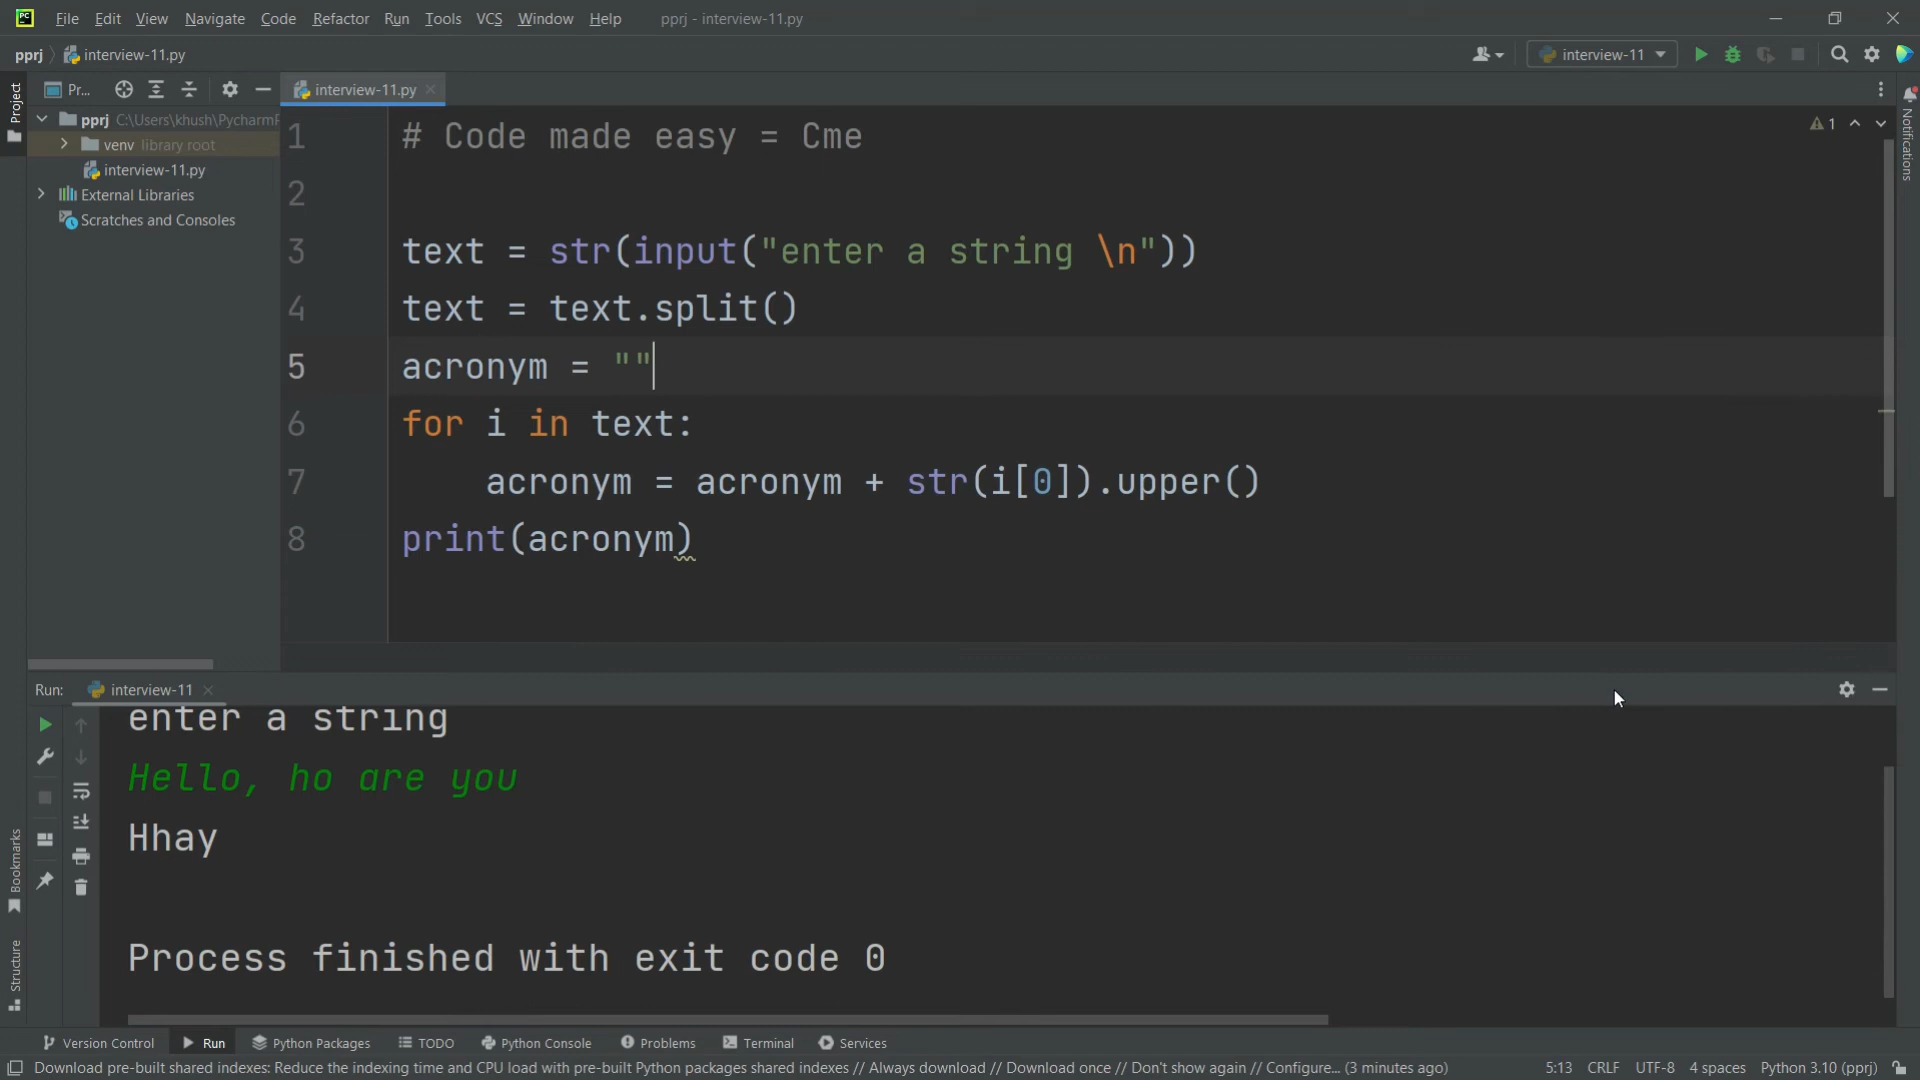 PC File Edit View Navigate Code Refactor Run Tools VCS Window Help pprj - interview-11.py
pprj interview-11.py
interview-11
Project
Pr...
interview-11.py
Notifications
pprj C:\Users\khush\PycharmP
venv library root
interview-11.py
External Libraries
Scratches and Consoles
1
1 # Code made easy = Cme
2
3 text = str(input("enter a string \n"))
4 text = text.split()
5 acronym = ""
6 for i in text:
7 acronym = acronym + str(i[0]).upper()
8 print(acronym)
Run: interview-11
enter a string
Hello, ho are you
Hhay
Process finished with exit code 0
Bookmarks
Structure
Version Control Run Python Packages TODO Python Console Problems Terminal Services
Download pre-built shared indexes: Reduce the indexing time and CPU load with pre-built Python packages shared indexes // Always download // Download once // Don't show again // Configure... (3 minutes ago) 5:13 CRLF UTF-8 4 spaces Python 3.10 (pprj)